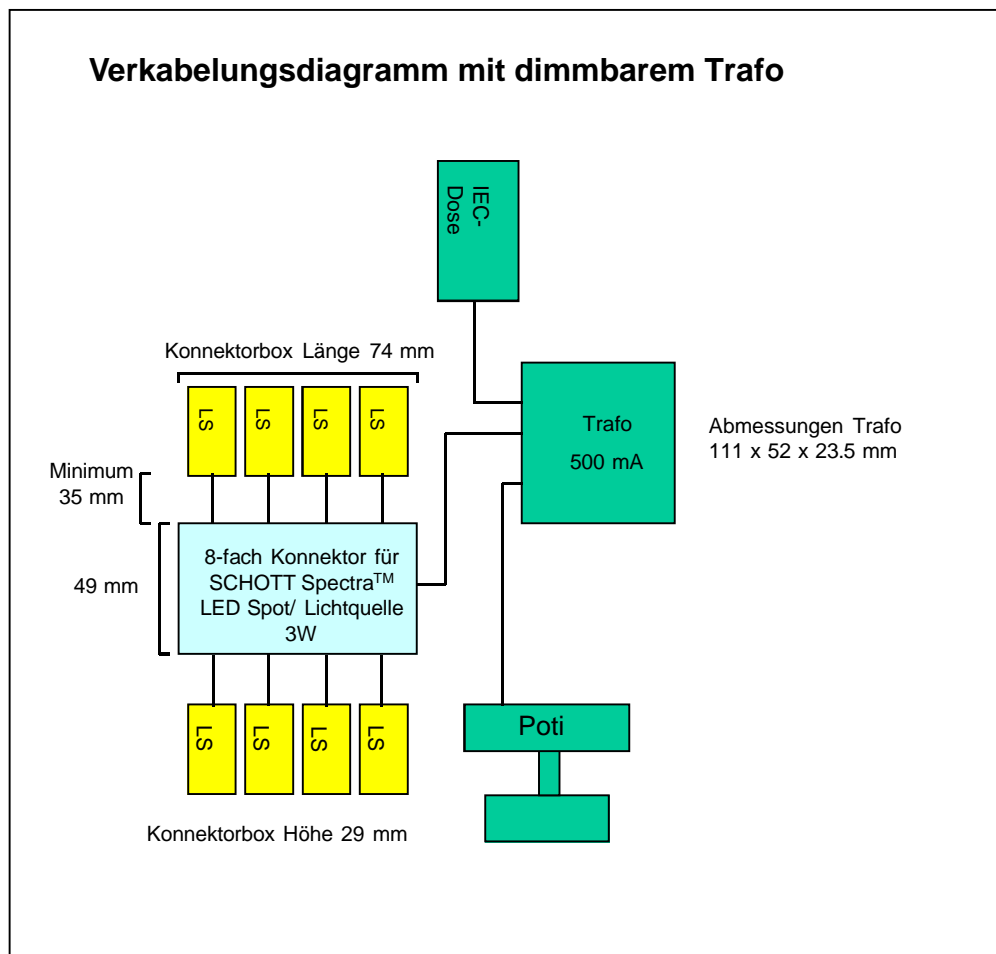 Verkabelungsdiagramm mit dimmbarem Trafo
IEC-
Dose
Konnektorbox Länge 74 mm
LS
LS
LS
LS
Trafo
500 mA
Abmessungen Trafo
111 x 52 x 23.5 mm
Minimum
35 mm
49 mm
8-fach Konnektor für
SCHOTT Spectra™
LED Spot/ Lichtquelle
3W
LS
LS
LS
LS
Poti
Konnektorbox Höhe 29 mm